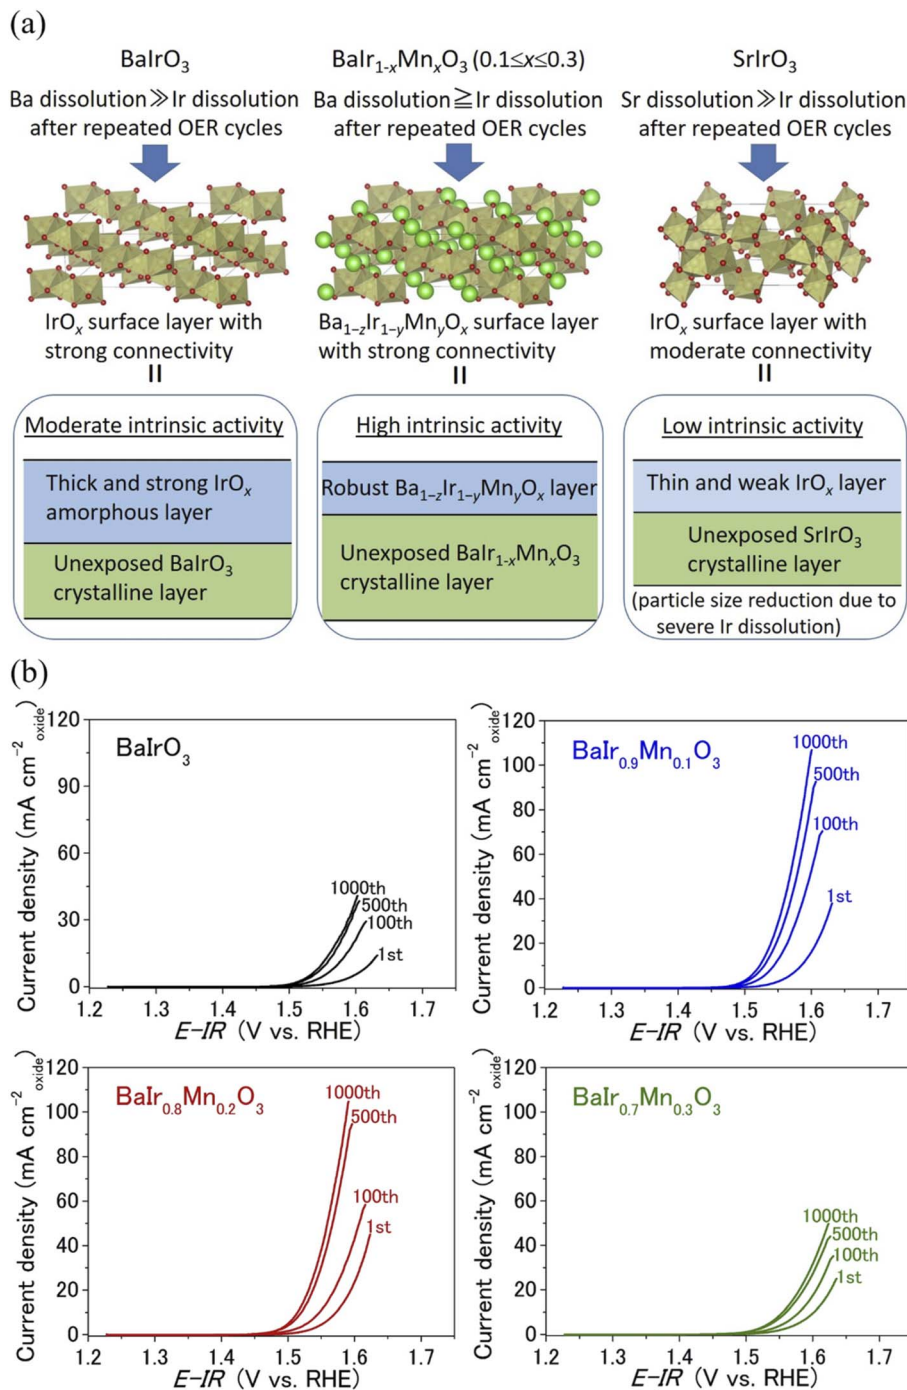 (a)
BaIrO₃
Ba dissolution≫Ir dissolution
after repeated OER cycles
IrOₓ surface layer with
strong connectivity
=
Moderate intrinsic activity
Thick and strong IrOₓ
amorphous layer
Unexposed BaIrO₃
crystalline layer
BaIr₁₋ₓMnₓO₃ (0.1≤x≤0.3)
Ba dissolution≧Ir dissolution
after repeated OER cycles
Ba₁₋zIr₁₋yMnyOₓ surface layer
with strong connectivity
=
High intrinsic activity
Robust Ba₁₋zIr₁₋yMnyOₓ layer
Unexposed BaIr₁₋ₓMnₓO₃
crystalline layer
SrIrO₃
Sr dissolution≫Ir dissolution
after repeated OER cycles
IrOₓ surface layer with
moderate connectivity
=
Low intrinsic activity
Thin and weak IrOₓ layer
Unexposed SrIrO₃
crystalline layer
(particle size reduction due to
severe Ir dissolution)
(b)
BaIrO₃
Current density (mA cm⁻²oxide)
120
90
60
30
0
1000th
500th
100th
1st
1.2 1.3 1.4 1.5 1.6 1.7
E-IR (V vs. RHE)
BaIr₀.₉Mn₀.₁O₃
Current density (mA cm⁻²oxide)
120
100
80
60
40
20
0
1000th
500th
100th
1st
1.2 1.3 1.4 1.5 1.6 1.7
E-IR (V vs. RHE)
BaIr₀.₈Mn₀.₂O₃
Current density (mA cm⁻²oxide)
120
100
80
60
40
20
0
1000th
500th
100th
1st
1.2 1.3 1.4 1.5 1.6 1.7
E-IR (V vs. RHE)
BaIr₀.₇Mn₀.₃O₃
Current density (mA cm⁻²oxide)
120
100
80
60
40
20
0
1000th
500th
100th
1st
1.2 1.3 1.4 1.5 1.6 1.7
E-IR (V vs. RHE)